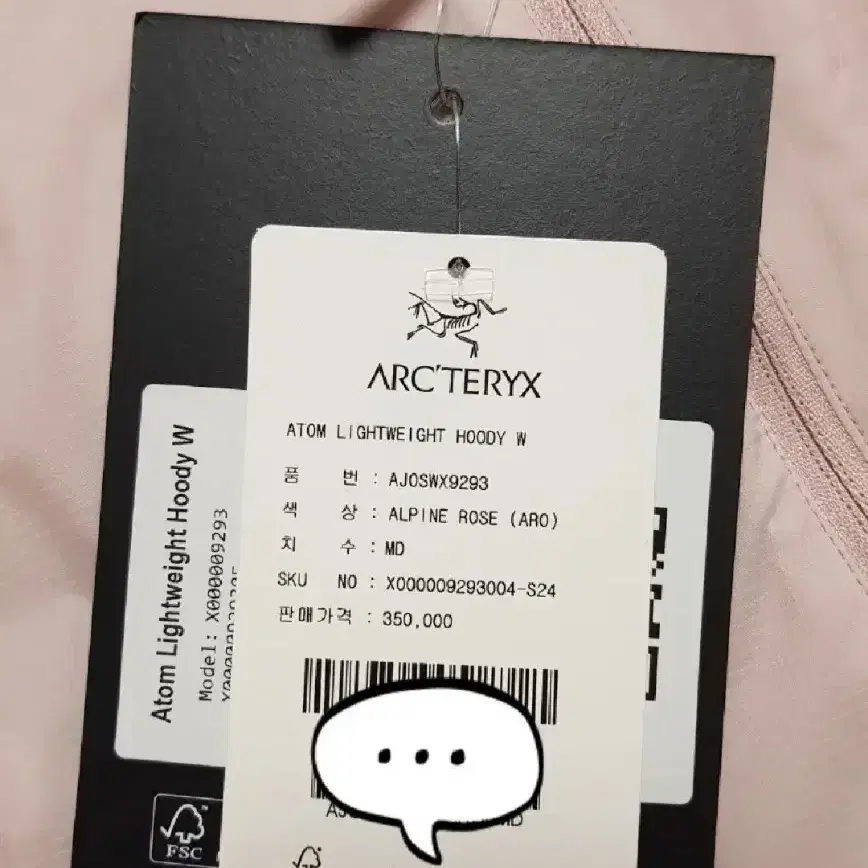 ARC'TERYX
ATOM LIGHTWEIGHT HOODY W
품 번 : AJOSWX9293
색 상 : ALPINE ROSE (ARO)
치 수 : MD
SKU NO : X000009293004-S24
판매가격 : 350,000
Atom Lightweight Hoody W
Model: X000009293
FSC